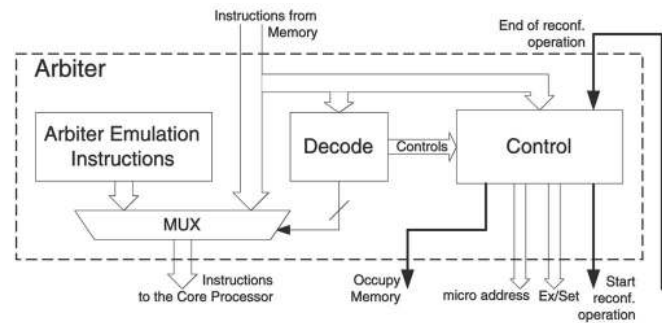 Instructions from
Memory
End of reconf.
operation
Arbiter
Arbiter Emulation
Instructions
Decode
Controls
Control
MUX
Instructions
to the Core Processor
Occupy
Memory
micro address
Ex/Set
Start
reconf.
operation